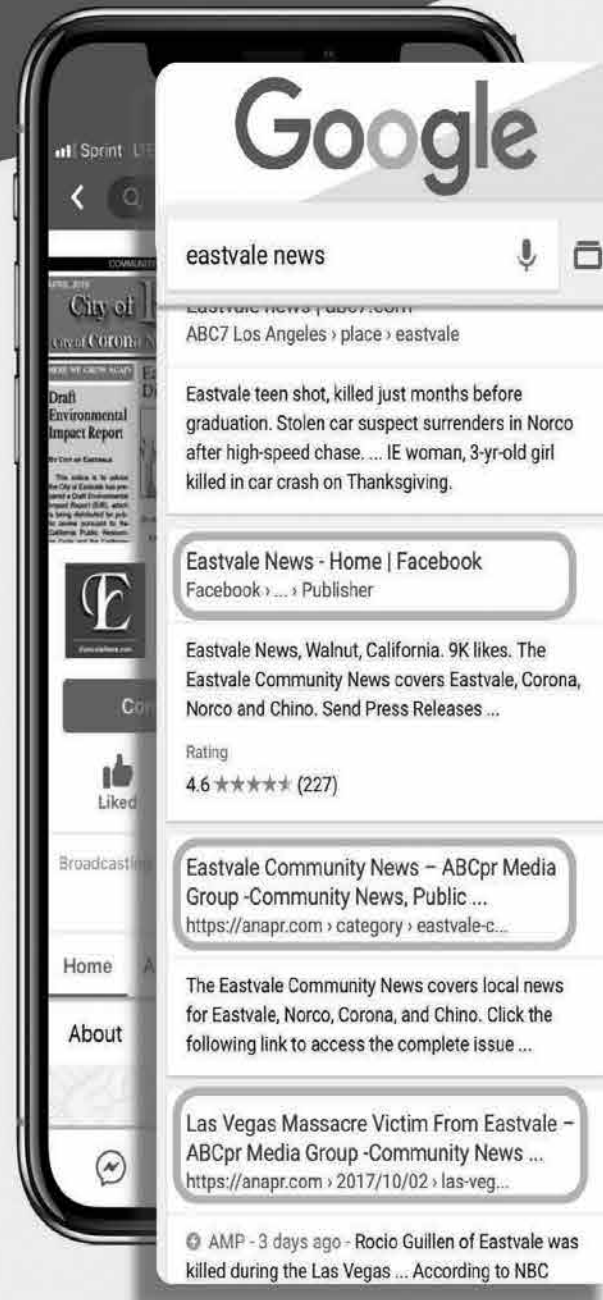 Sprint
Google
eastvale news
Eastvale news | abc7.com
ABC7 Los Angeles › place › eastvale
Eastvale teen shot, killed just months before
graduation. Stolen car suspect surrenders in Norco
after high-speed chase. ... IE woman, 3-yr-old girl
killed in car crash on Thanksgiving.
Eastvale News - Home | Facebook
Facebook › ... › Publisher
Eastvale News, Walnut, California. 9K likes. The
Eastvale Community News covers Eastvale, Corona,
Norco and Chino. Send Press Releases ...
Rating
4.6 ★★★★★ (227)
Eastvale Community News – ABCpr Media
Group -Community News, Public ...
https://anapr.com › category › eastvale-c...
The Eastvale Community News covers local news
for Eastvale, Norco, Corona, and Chino. Click the
following link to access the complete issue ...
Las Vegas Massacre Victim From Eastvale –
ABCpr Media Group -Community News ...
https://anapr.com › 2017/10/02 › las-veg...
AMP - 3 days ago - Rocio Guillen of Eastvale was
killed during the Las Vegas ... According to NBC
City of
City of Corona
HERE WE GROW AGAIN
Draft
Environmental
Impact Report
E
Liked
Home
About